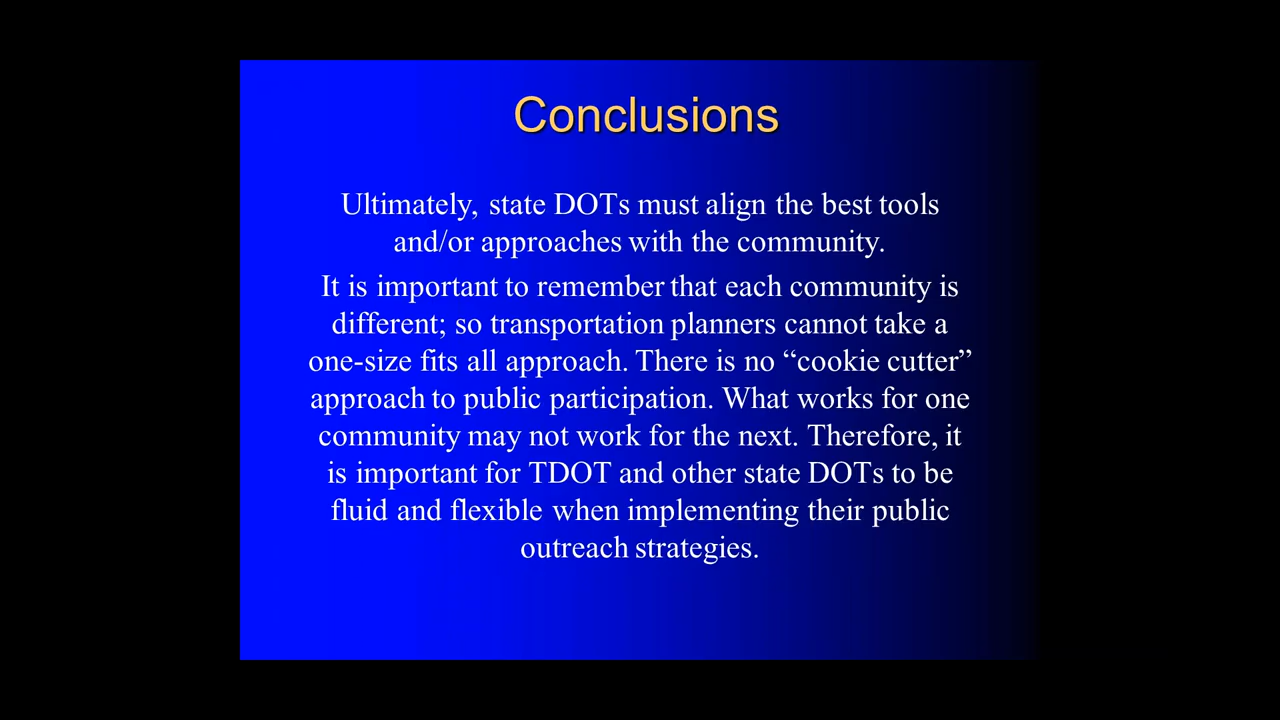 Conclusions
Ultimately, state DOTs must align the best tools
and/or approaches with the community.
It is important to remember that each community is
different; so transportation planners cannot take a
one-size fits all approach. There is no “cookie cutter”
approach to public participation. What works for one
community may not work for the next. Therefore, it
is important for TDOT and other state DOTs to be
fluid and flexible when implementing their public
outreach strategies.